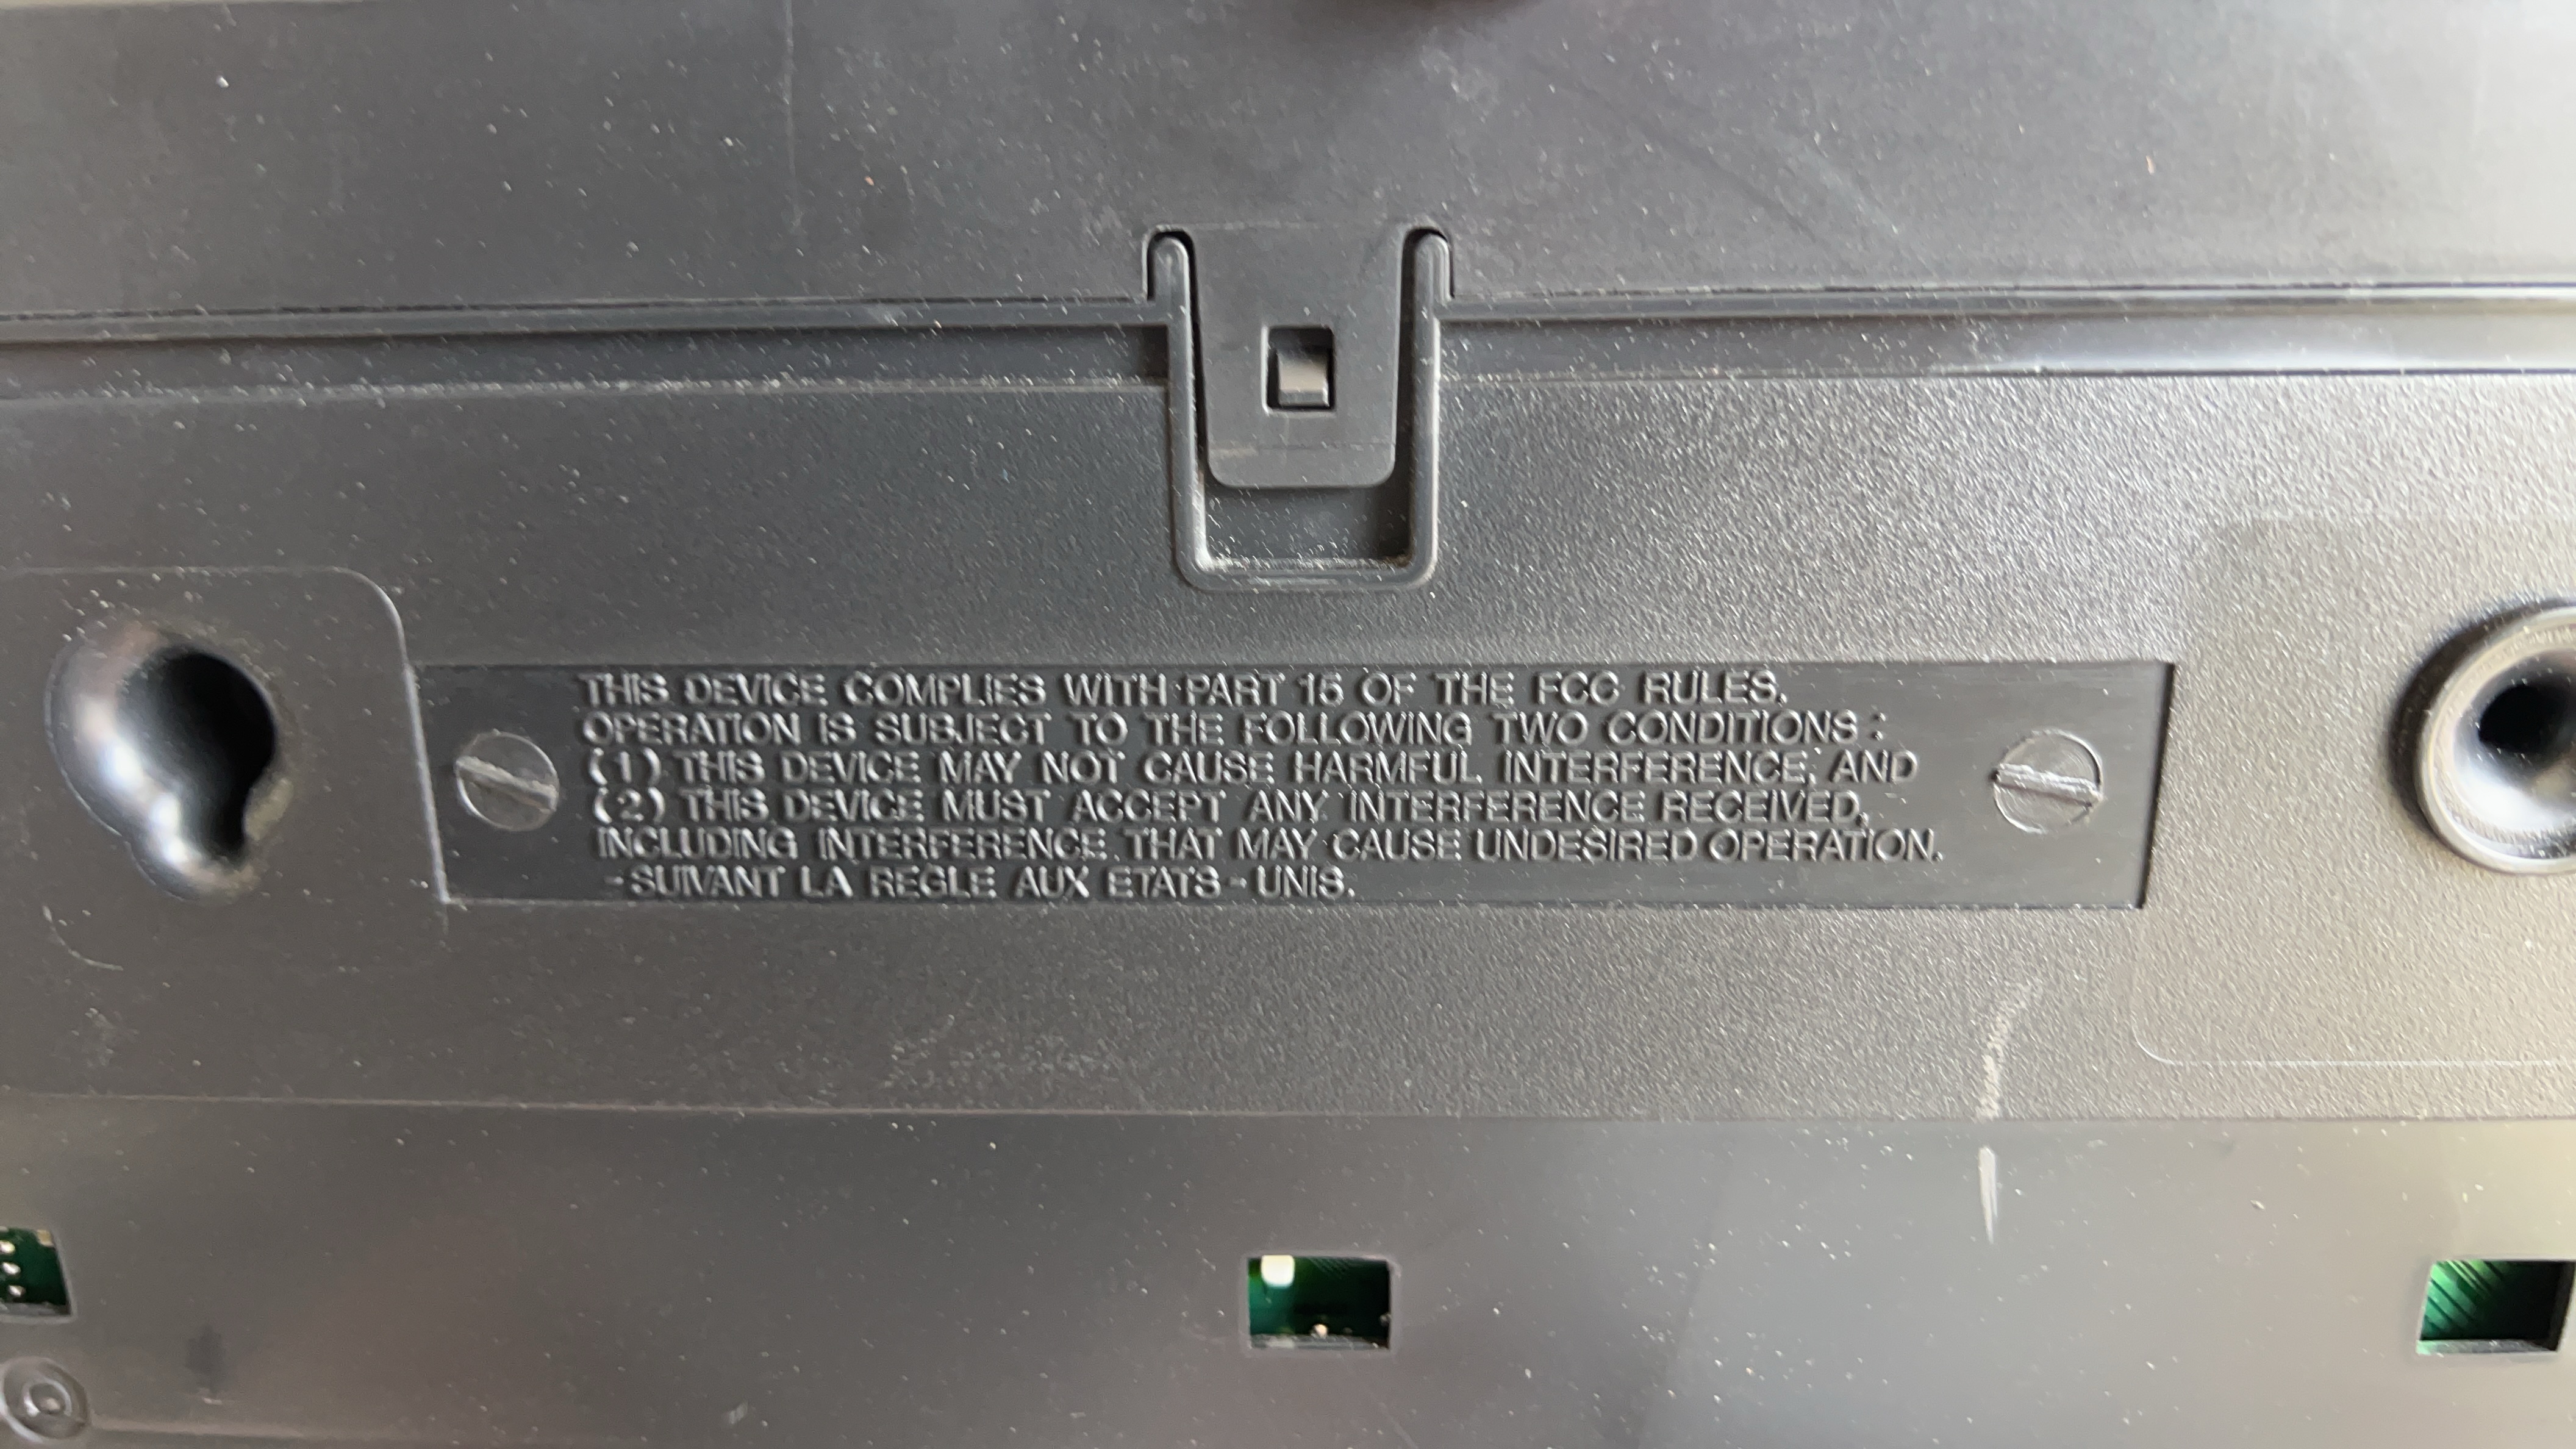 THIS DEVICE COMPLIES WITH PART 15 OF THE FCC RULES.
OPERATION IS SUBJECT TO THE FOLLOWING TWO CONDITIONS :
(1) THIS DEVICE MAY NOT CAUSE HARMFUL INTERFERENCE, AND
(2) THIS DEVICE MUST ACCEPT ANY INTERFERENCE RECEIVED,
INCLUDING INTERFERENCE THAT MAY CAUSE UNDESIRED OPERATION.
-SUIVANT LA REGLE AUX ETATS-UNIS.